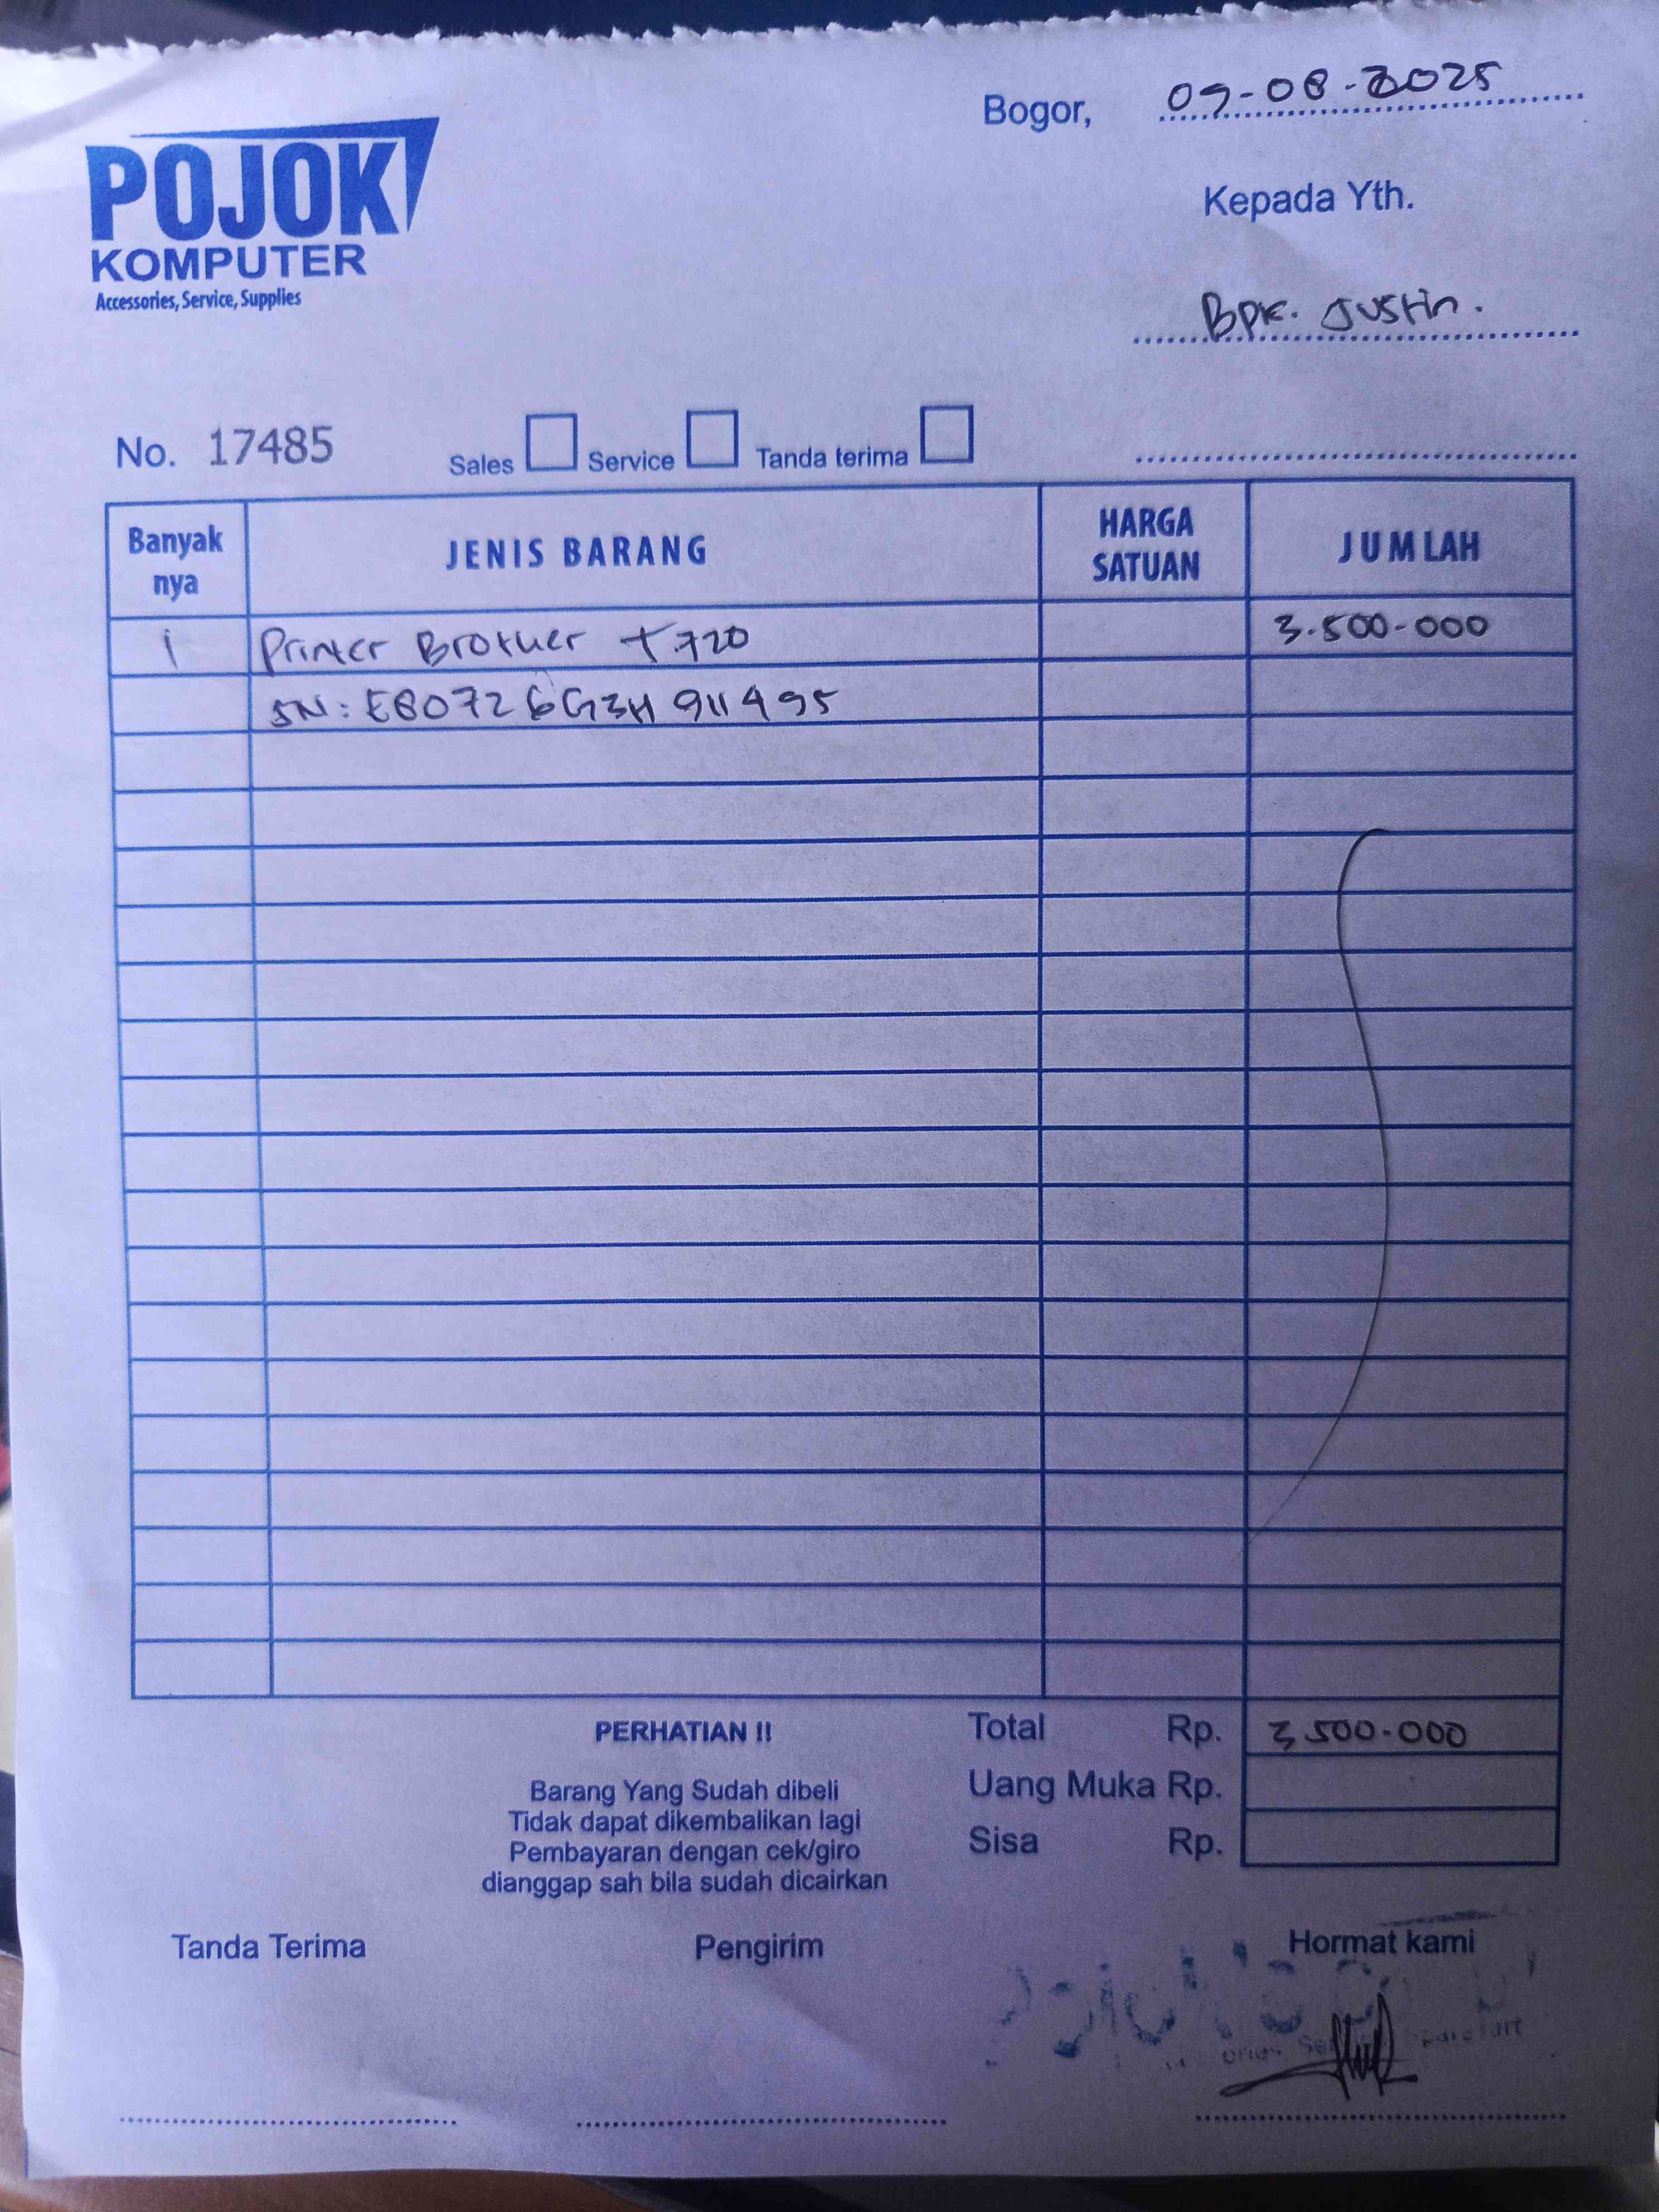 Bogor, 09-08-2025
POJOK
KOMPUTER
Accessories, Service, Supplies
Kepada Yth.
Bpk. Justin.
No. 17485 Sales Service Tanda terima
Banyak nya JENIS BARANG HARGA SATUAN JUMLAH
1 Printer Brother T720 3.500.000
SN: E80726G3H911495
PERHATIAN !!
Barang Yang Sudah dibeli
Tidak dapat dikembalikan lagi
Pembayaran dengan cek/giro
dianggap sah bila sudah dicairkan
Total Rp. 3.500.000
Uang Muka Rp.
Sisa Rp.
Tanda Terima Pengirim Hormat kami